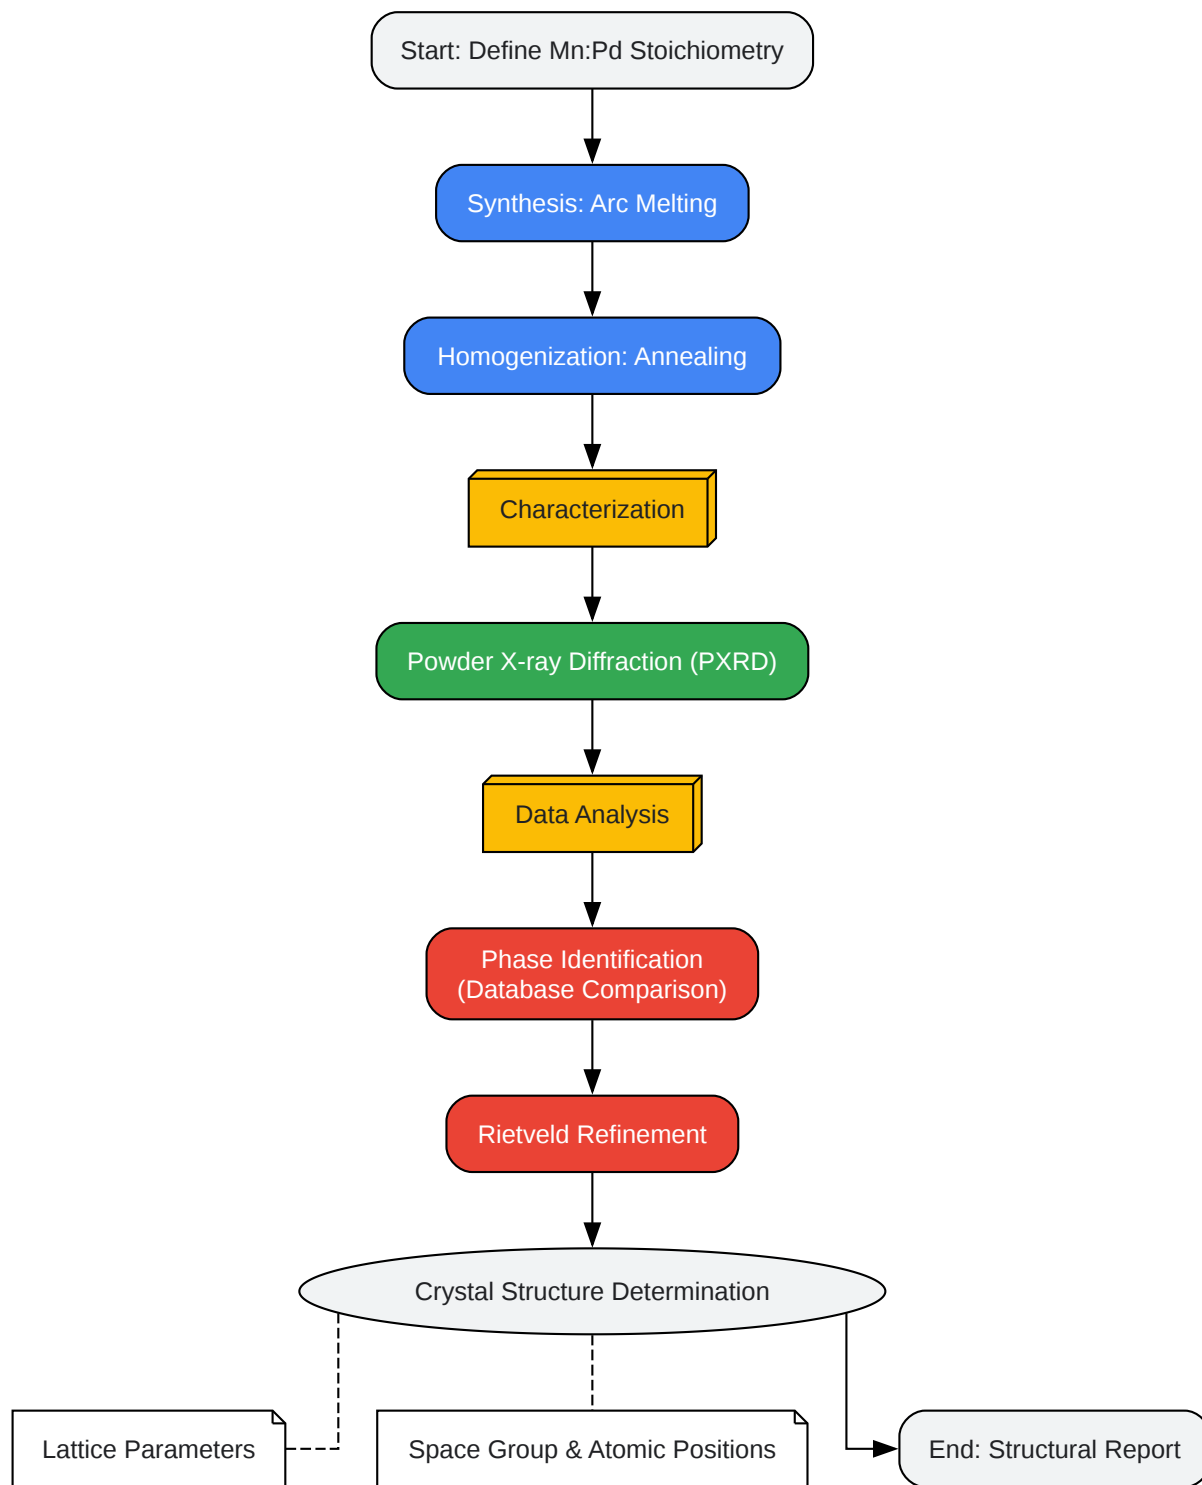 Start: Define Mn:Pd Stoichiometry
Synthesis: Arc Melting
Homogenization: Annealing
Characterization
Powder X-ray Diffraction (PXRD)
Data Analysis
Phase Identification
(Database Comparison)
Rietveld Refinement
Crystal Structure Determination
Lattice Parameters
Space Group & Atomic Positions
End: Structural Report